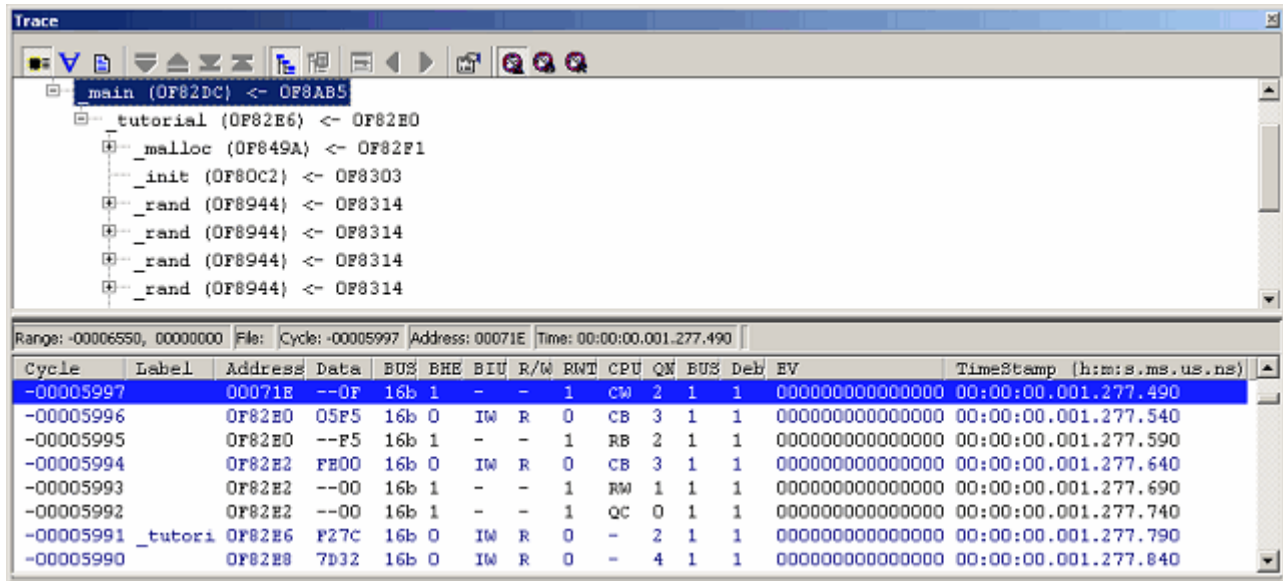 Trace
_main (0F82DC) <- 0F8AB5
_tutorial (0F82E6) <- 0F82E0
_malloc (0F849A) <- 0F82F1
_init (0F80C2) <- 0F8303
_rand (0F8944) <- 0F8314
_rand (0F8944) <- 0F8314
_rand (0F8944) <- 0F8314
_rand (0F8944) <- 0F8314
Range: -00006550, 00000000 File: Cycle: -00005997 Address: 00071E Time: 00:00:00.001.277.490
Cycle Label Address Data BUS BHE BIU R/W RWT CPU QN BUS Deb EV TimeStamp (h:m:s.ms.us.ns)
-00005997 00071E --0F 16b 1 - - 1 CW 2 1 1 0000000000000000 00:00:00.001.277.490
-00005996 0F82E0 05F5 16b 0 IW R 0 CB 3 1 1 0000000000000000 00:00:00.001.277.540
-00005995 0F82E0 --F5 16b 1 - - 1 RB 2 1 1 0000000000000000 00:00:00.001.277.590
-00005994 0F82E2 FE00 16b 0 IW R 0 CB 3 1 1 0000000000000000 00:00:00.001.277.640
-00005993 0F82E2 --00 16b 1 - - 1 RW 1 1 1 0000000000000000 00:00:00.001.277.690
-00005992 0F82E2 --00 16b 1 - - 1 QC 0 1 1 0000000000000000 00:00:00.001.277.740
-00005991 _tutori 0F82E6 F27C 16b 0 IW R 0 - 2 1 1 0000000000000000 00:00:00.001.277.790
-00005990 0F82E8 7D32 16b 0 IW R 0 - 4 1 1 0000000000000000 00:00:00.001.277.840